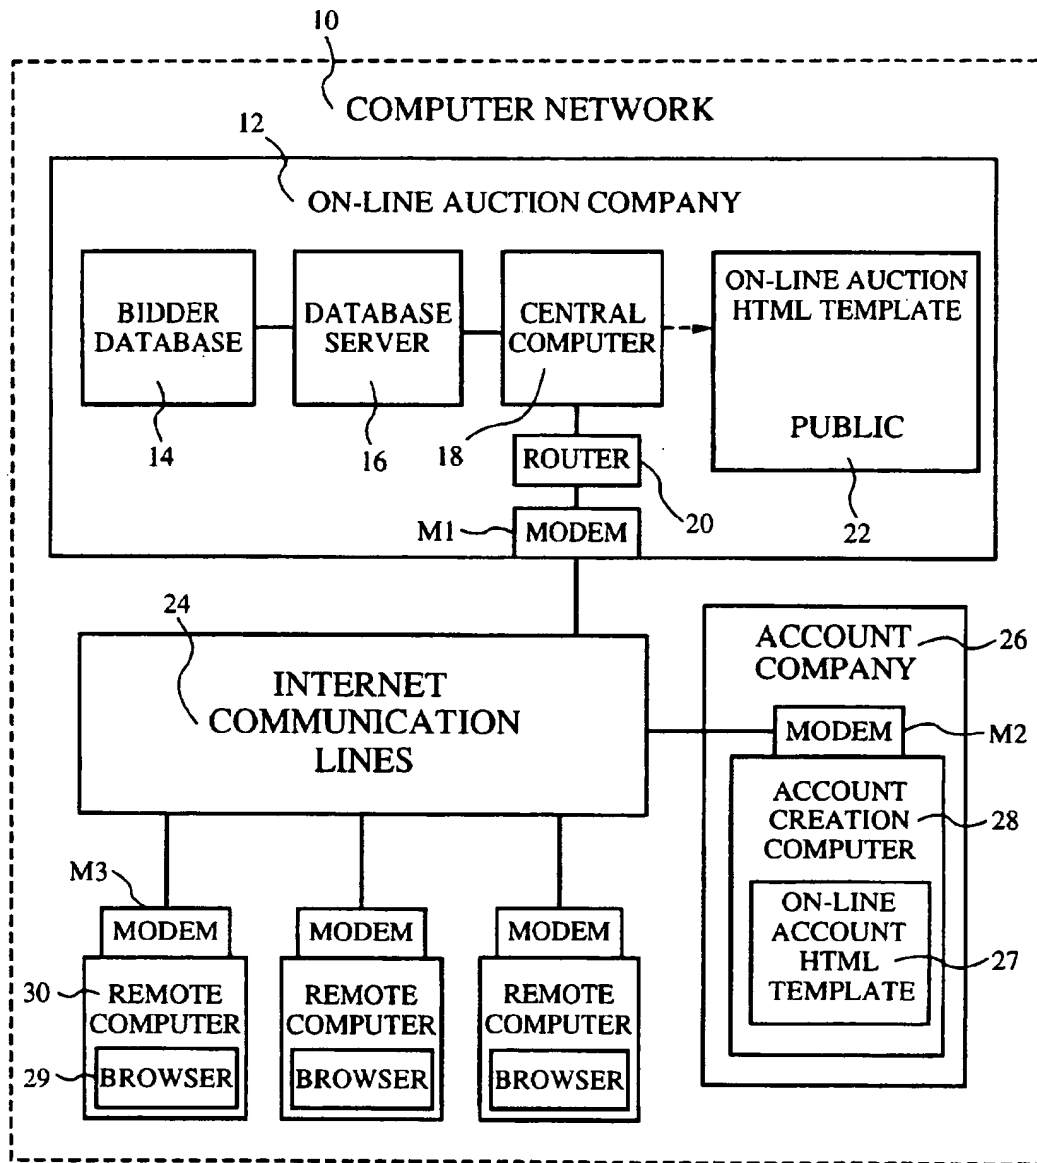 10
COMPUTER NETWORK
12
ON-LINE AUCTION COMPANY
BIDDER
DATABASE
DATABASE
SERVER
CENTRAL
COMPUTER
ON-LINE AUCTION
HTML TEMPLATE
PUBLIC
14
16
18
ROUTER
20
22
M1
MODEM
24
INTERNET
COMMUNICATION
LINES
ACCOUNT
COMPANY
26
MODEM
M2
ACCOUNT
CREATION
COMPUTER
28
ON-LINE
ACCOUNT
HTML
TEMPLATE
27
M3
MODEM
MODEM
MODEM
30
REMOTE
COMPUTER
REMOTE
COMPUTER
REMOTE
COMPUTER
29
BROWSER
BROWSER
BROWSER